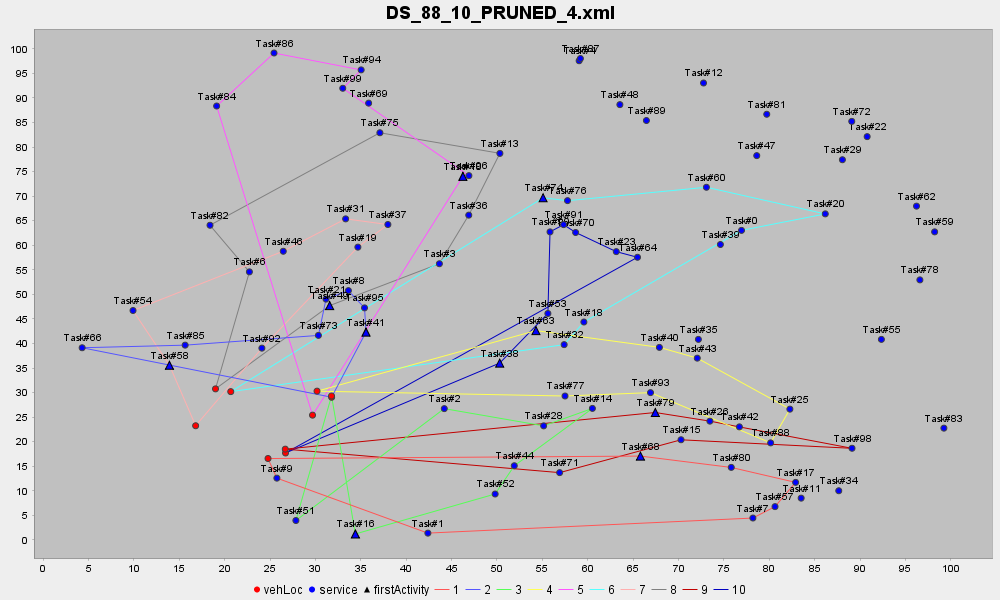 DS_88_10_PRUNED_4.xml
100
95
90
85
80
75
70
65
60
55
50
45
40
35
30
25
20
15
10
5
0
Task#86
Task#87
Task#94
Task#99
Task#12
Task#84
Task#69
Task#48
Task#89
Task#81
Task#72
Task#75
Task#22
Task#13
Task#47
Task#29
Task#60
Task#74
Task#76
Task#62
Task#31
Task#36
Task#20
Task#82
Task#37
Task#91
Task#70
Task#0
Task#59
Task#46
Task#19
Task#23
Task#64
Task#39
Task#6
Task#3
Task#78
Task#8
Task#21
Task#54
Task#95
Task#53
Task#18
Task#63
Task#73
Task#41
Task#66
Task#85
Task#92
Task#32
Task#40
Task#35
Task#55
Task#58
Task#38
Task#43
Task#77
Task#93
Task#2
Task#14
Task#79
Task#25
Task#28
Task#26
Task#42
Task#83
Task#15
Task#88
Task#98
Task#44
Task#68
Task#9
Task#71
Task#80
Task#17
Task#52
Task#34
Task#11
Task#57
Task#51
Task#7
Task#16
Task#1
0 5 10 15 20 25 30 35 40 45 50 55 60 65 70 75 80 85 90 95 100
vehLoc service firstActivity 1 2 3 4 5 6 7 8 9 10